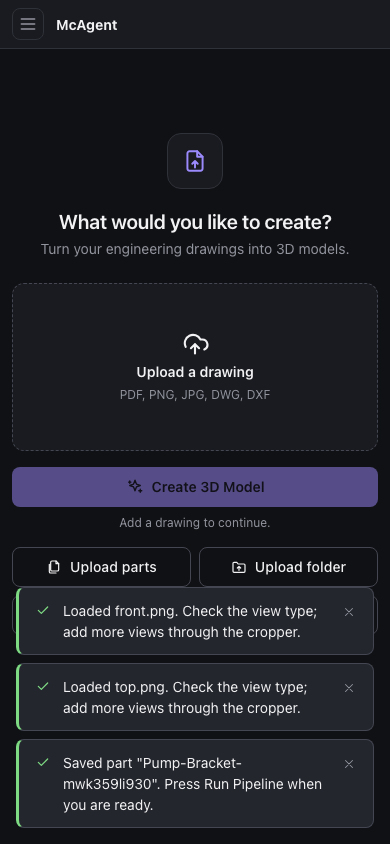 McAgent
What would you like to create?
Turn your engineering drawings into 3D models.
Upload a drawing
PDF, PNG, JPG, DWG, DXF
Create 3D Model
Add a drawing to continue.
Upload parts
Upload folder
Loaded front.png. Check the view type;
add more views through the cropper.
Loaded top.png. Check the view type;
add more views through the cropper.
Saved part "Pump-Bracket-
mwk359li930". Press Run Pipeline when
you are ready.